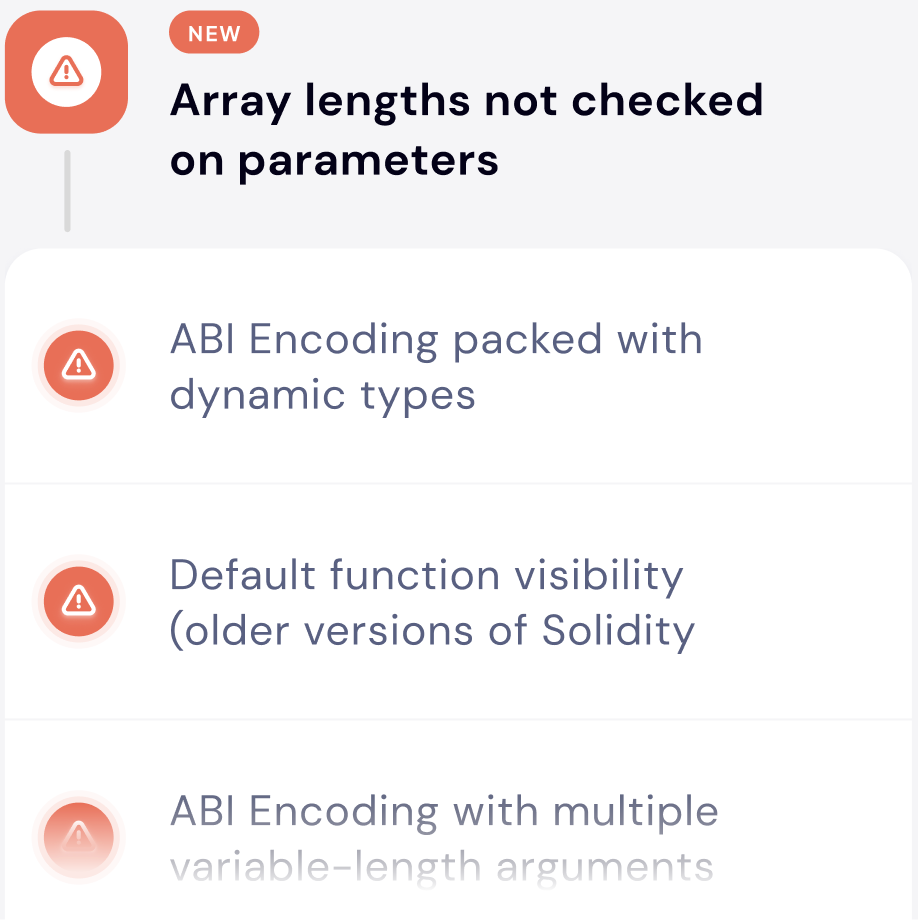 NEW
Array lengths not checked
on parameters
ABI Encoding packed with
dynamic types
Default function visibility
(older versions of Solidity
ABI Encoding with multiple
variable-length arguments